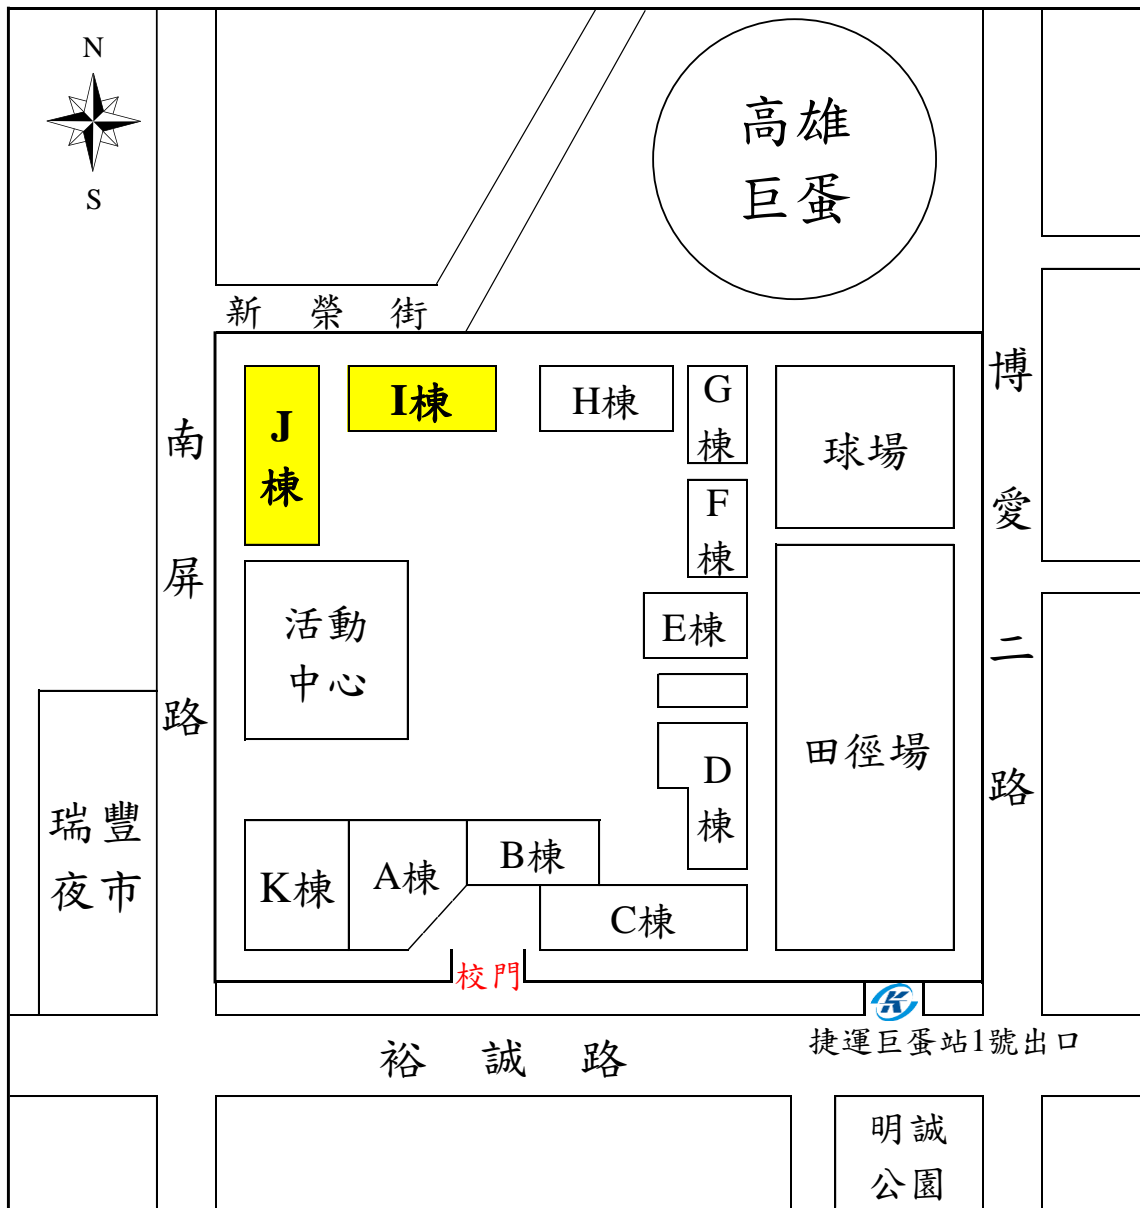 N
S
高雄
巨蛋
新榮街
南屏路
博愛二路
J
棟
I棟
H棟
G
棟
F
棟
球場
E棟
活動
中心
D
棟
田徑場
瑞豐
夜市
K棟
A棟
B棟
C棟
校門
K
捷運巨蛋站1號出口
裕誠路
明誠
公園